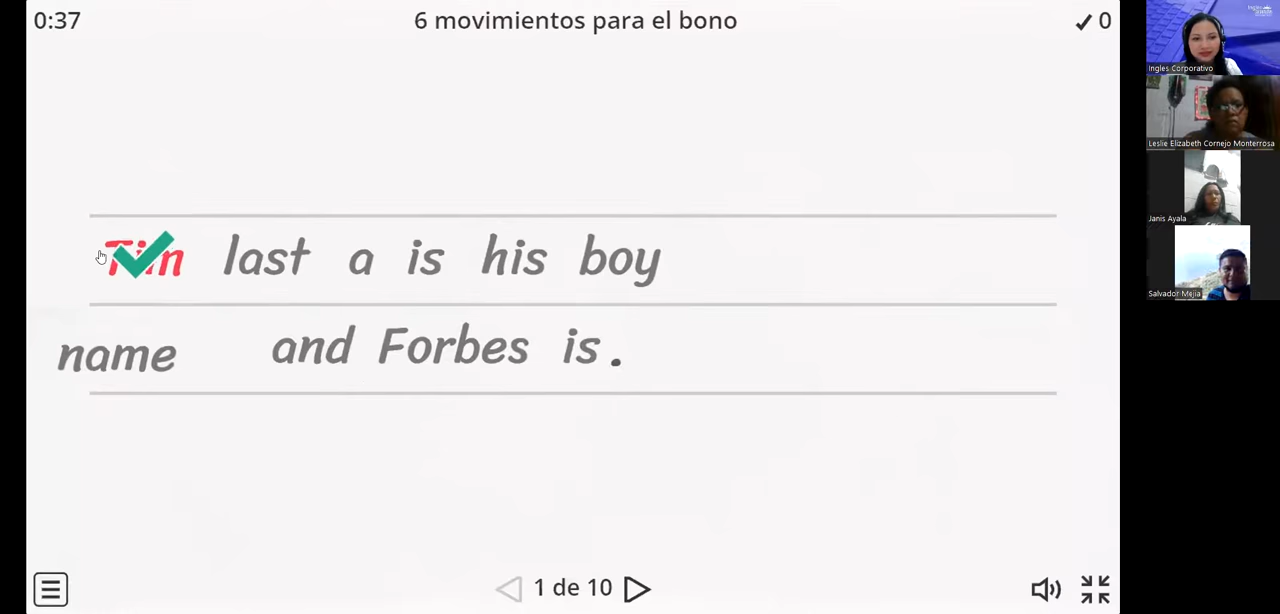 0:37
6 movimientos para el bono
✓ 0
Tim last a is his boy
name and Forbes is.
1 de 10
Ingles Corporativo
Leslie Elizabeth Cornejo Monterrosa
Janis Ayala
Salvador Mejia